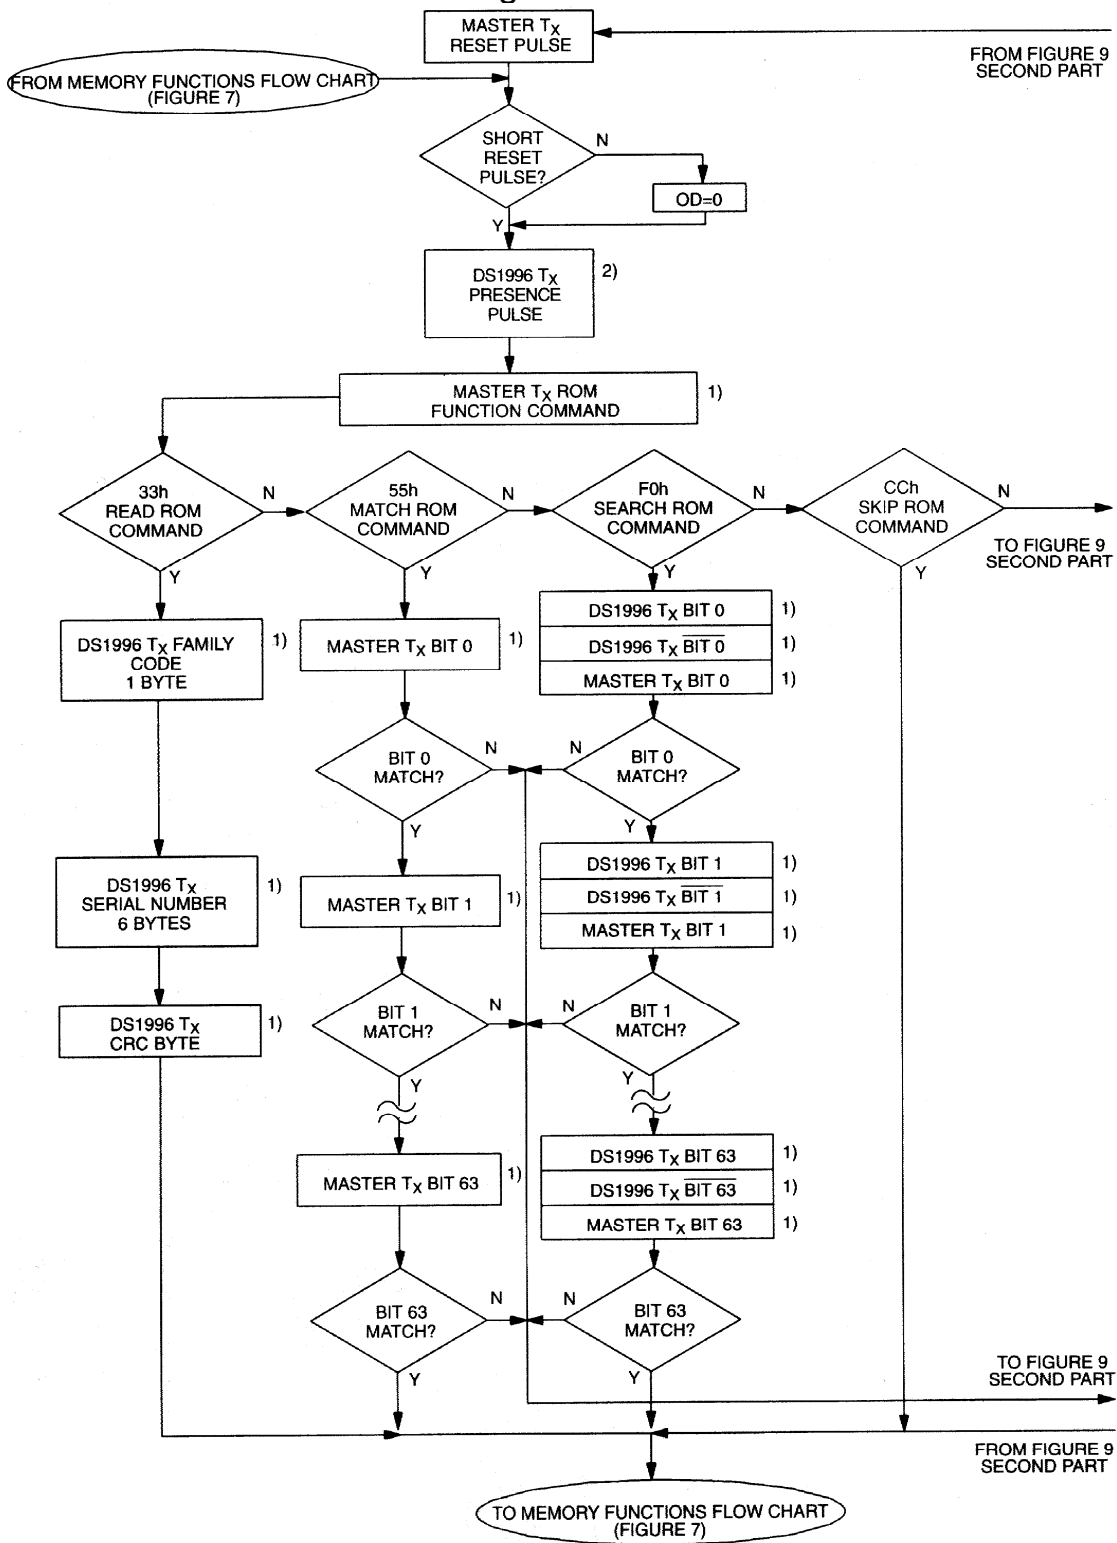 MASTER TX
RESET PULSE
FROM FIGURE 9
SECOND PART
FROM MEMORY FUNCTIONS FLOW CHART
(FIGURE 7)
SHORT
RESET
PULSE?
N
OD=0
Y
DS1996 TX
PRESENCE
PULSE
2)
MASTER TX ROM
FUNCTION COMMAND
1)
33h
READ ROM
COMMAND
N
Y
55h
MATCH ROM
COMMAND
N
Y
F0h
SEARCH ROM
COMMAND
N
Y
CCh
SKIP ROM
COMMAND
N
Y
TO FIGURE 9
SECOND PART
DS1996 TX FAMILY
CODE
1 BYTE
1)
MASTER TX BIT 0
1)
DS1996 TX BIT 0
1)
DS1996 TX BIT 0
1)
MASTER TX BIT 0
1)
BIT 0
MATCH?
N
Y
N
BIT 0
MATCH?
Y
DS1996 TX
SERIAL NUMBER
6 BYTES
1)
MASTER TX BIT 1
1)
DS1996 TX BIT 1
1)
DS1996 TX BIT 1
1)
MASTER TX BIT 1
1)
DS1996 TX
CRC BYTE
1)
BIT 1
MATCH?
N
Y
N
BIT 1
MATCH?
Y
MASTER TX BIT 63
1)
DS1996 TX BIT 63
1)
DS1996 TX BIT 63
1)
MASTER TX BIT 63
1)
BIT 63
MATCH?
N
Y
N
BIT 63
MATCH?
Y
TO FIGURE 9
SECOND PART
FROM FIGURE 9
SECOND PART
TO MEMORY FUNCTIONS FLOW CHART
(FIGURE 7)